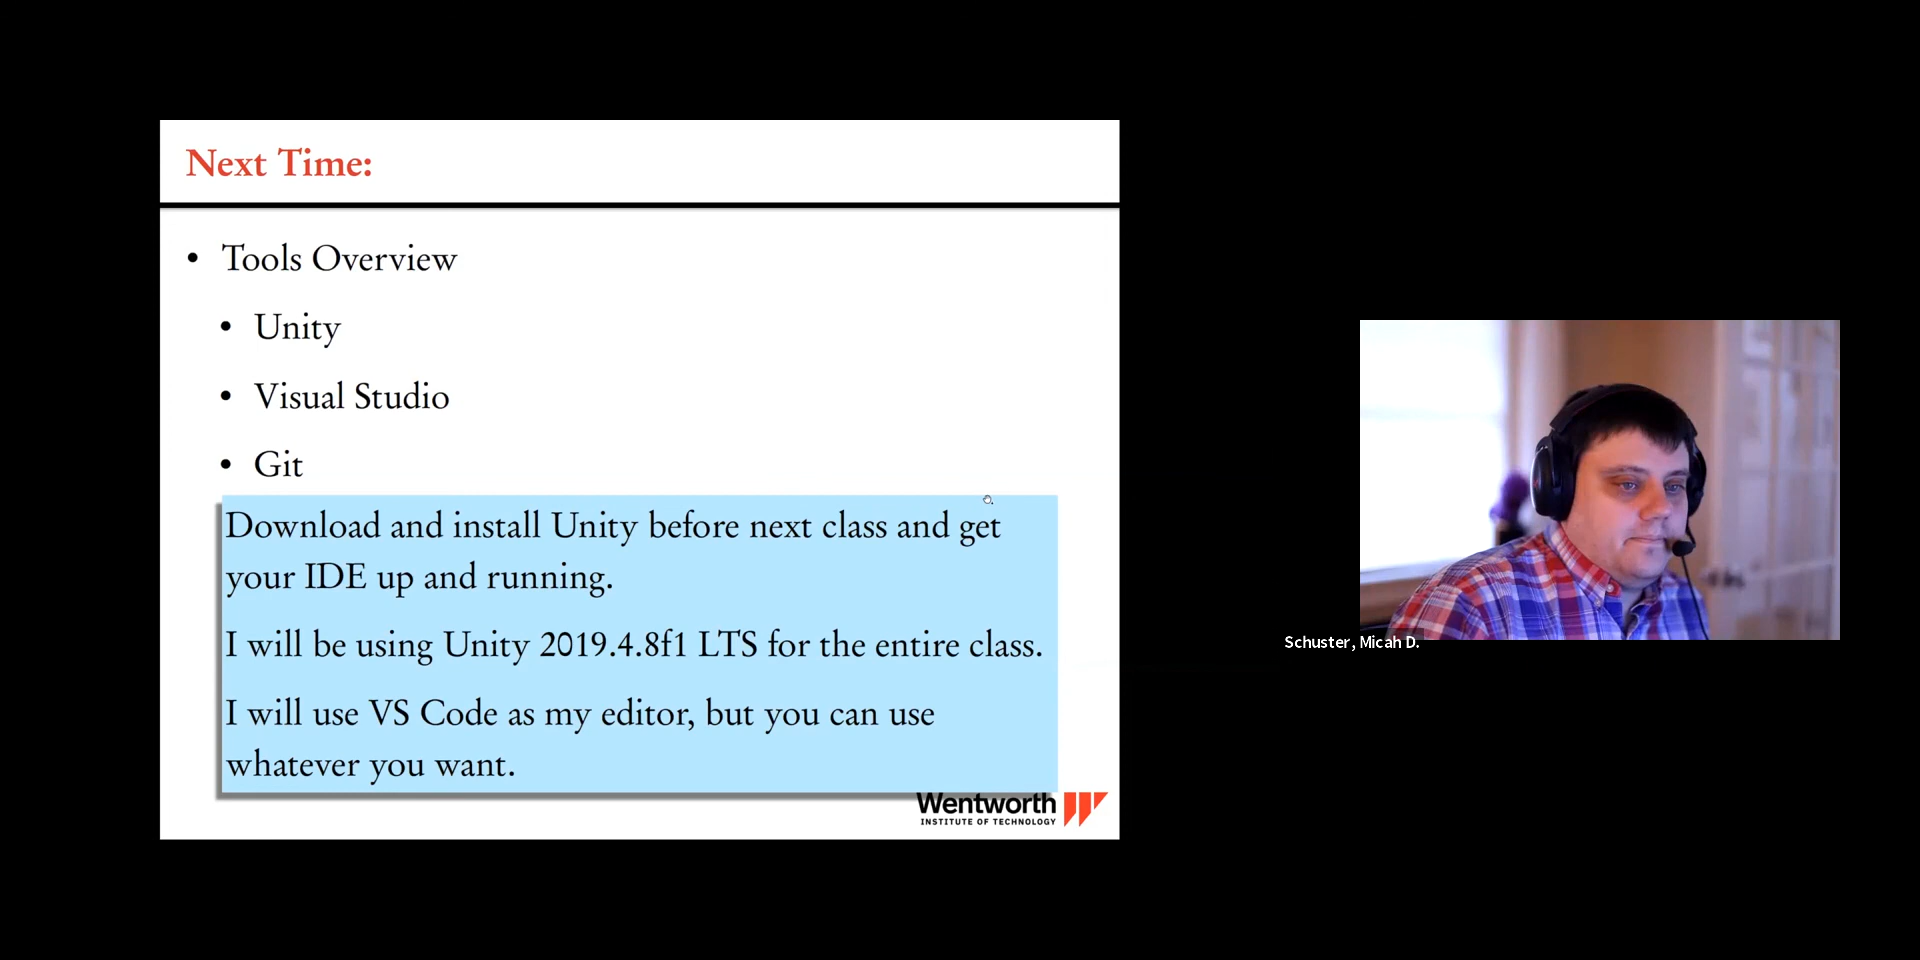 Next Time:
• Tools Overview
• Unity
• Visual Studio
• Git
Download and install Unity before next class and get
your IDE up and running.
I will be using Unity 2019.4.8f1 LTS for the entire class.
I will use VS Code as my editor, but you can use
whatever you want.
Wentworth
INSTITUTE OF TECHNOLOGY
Schuster, Micah D.